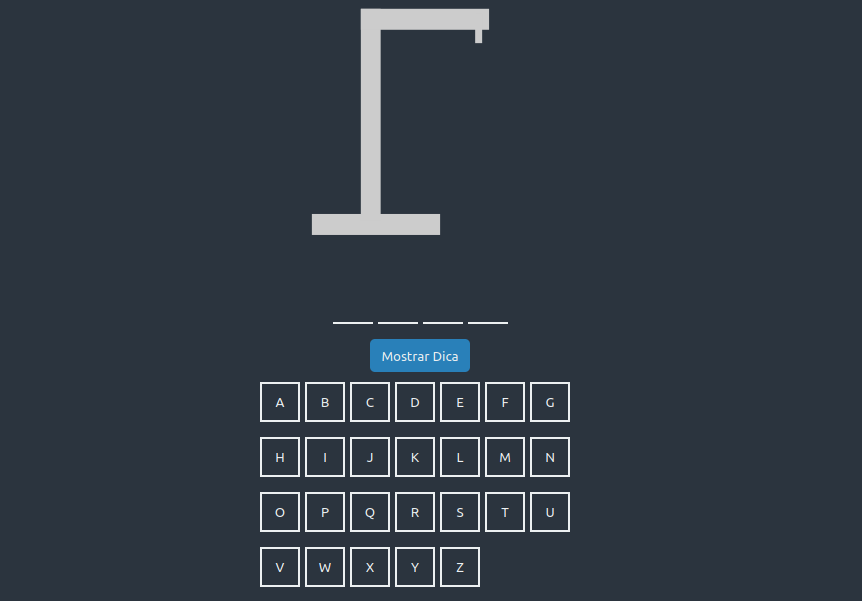 Mostrar Dica
A B C D E F G
H I J K L M N
O P Q R S T U
V W X Y Z